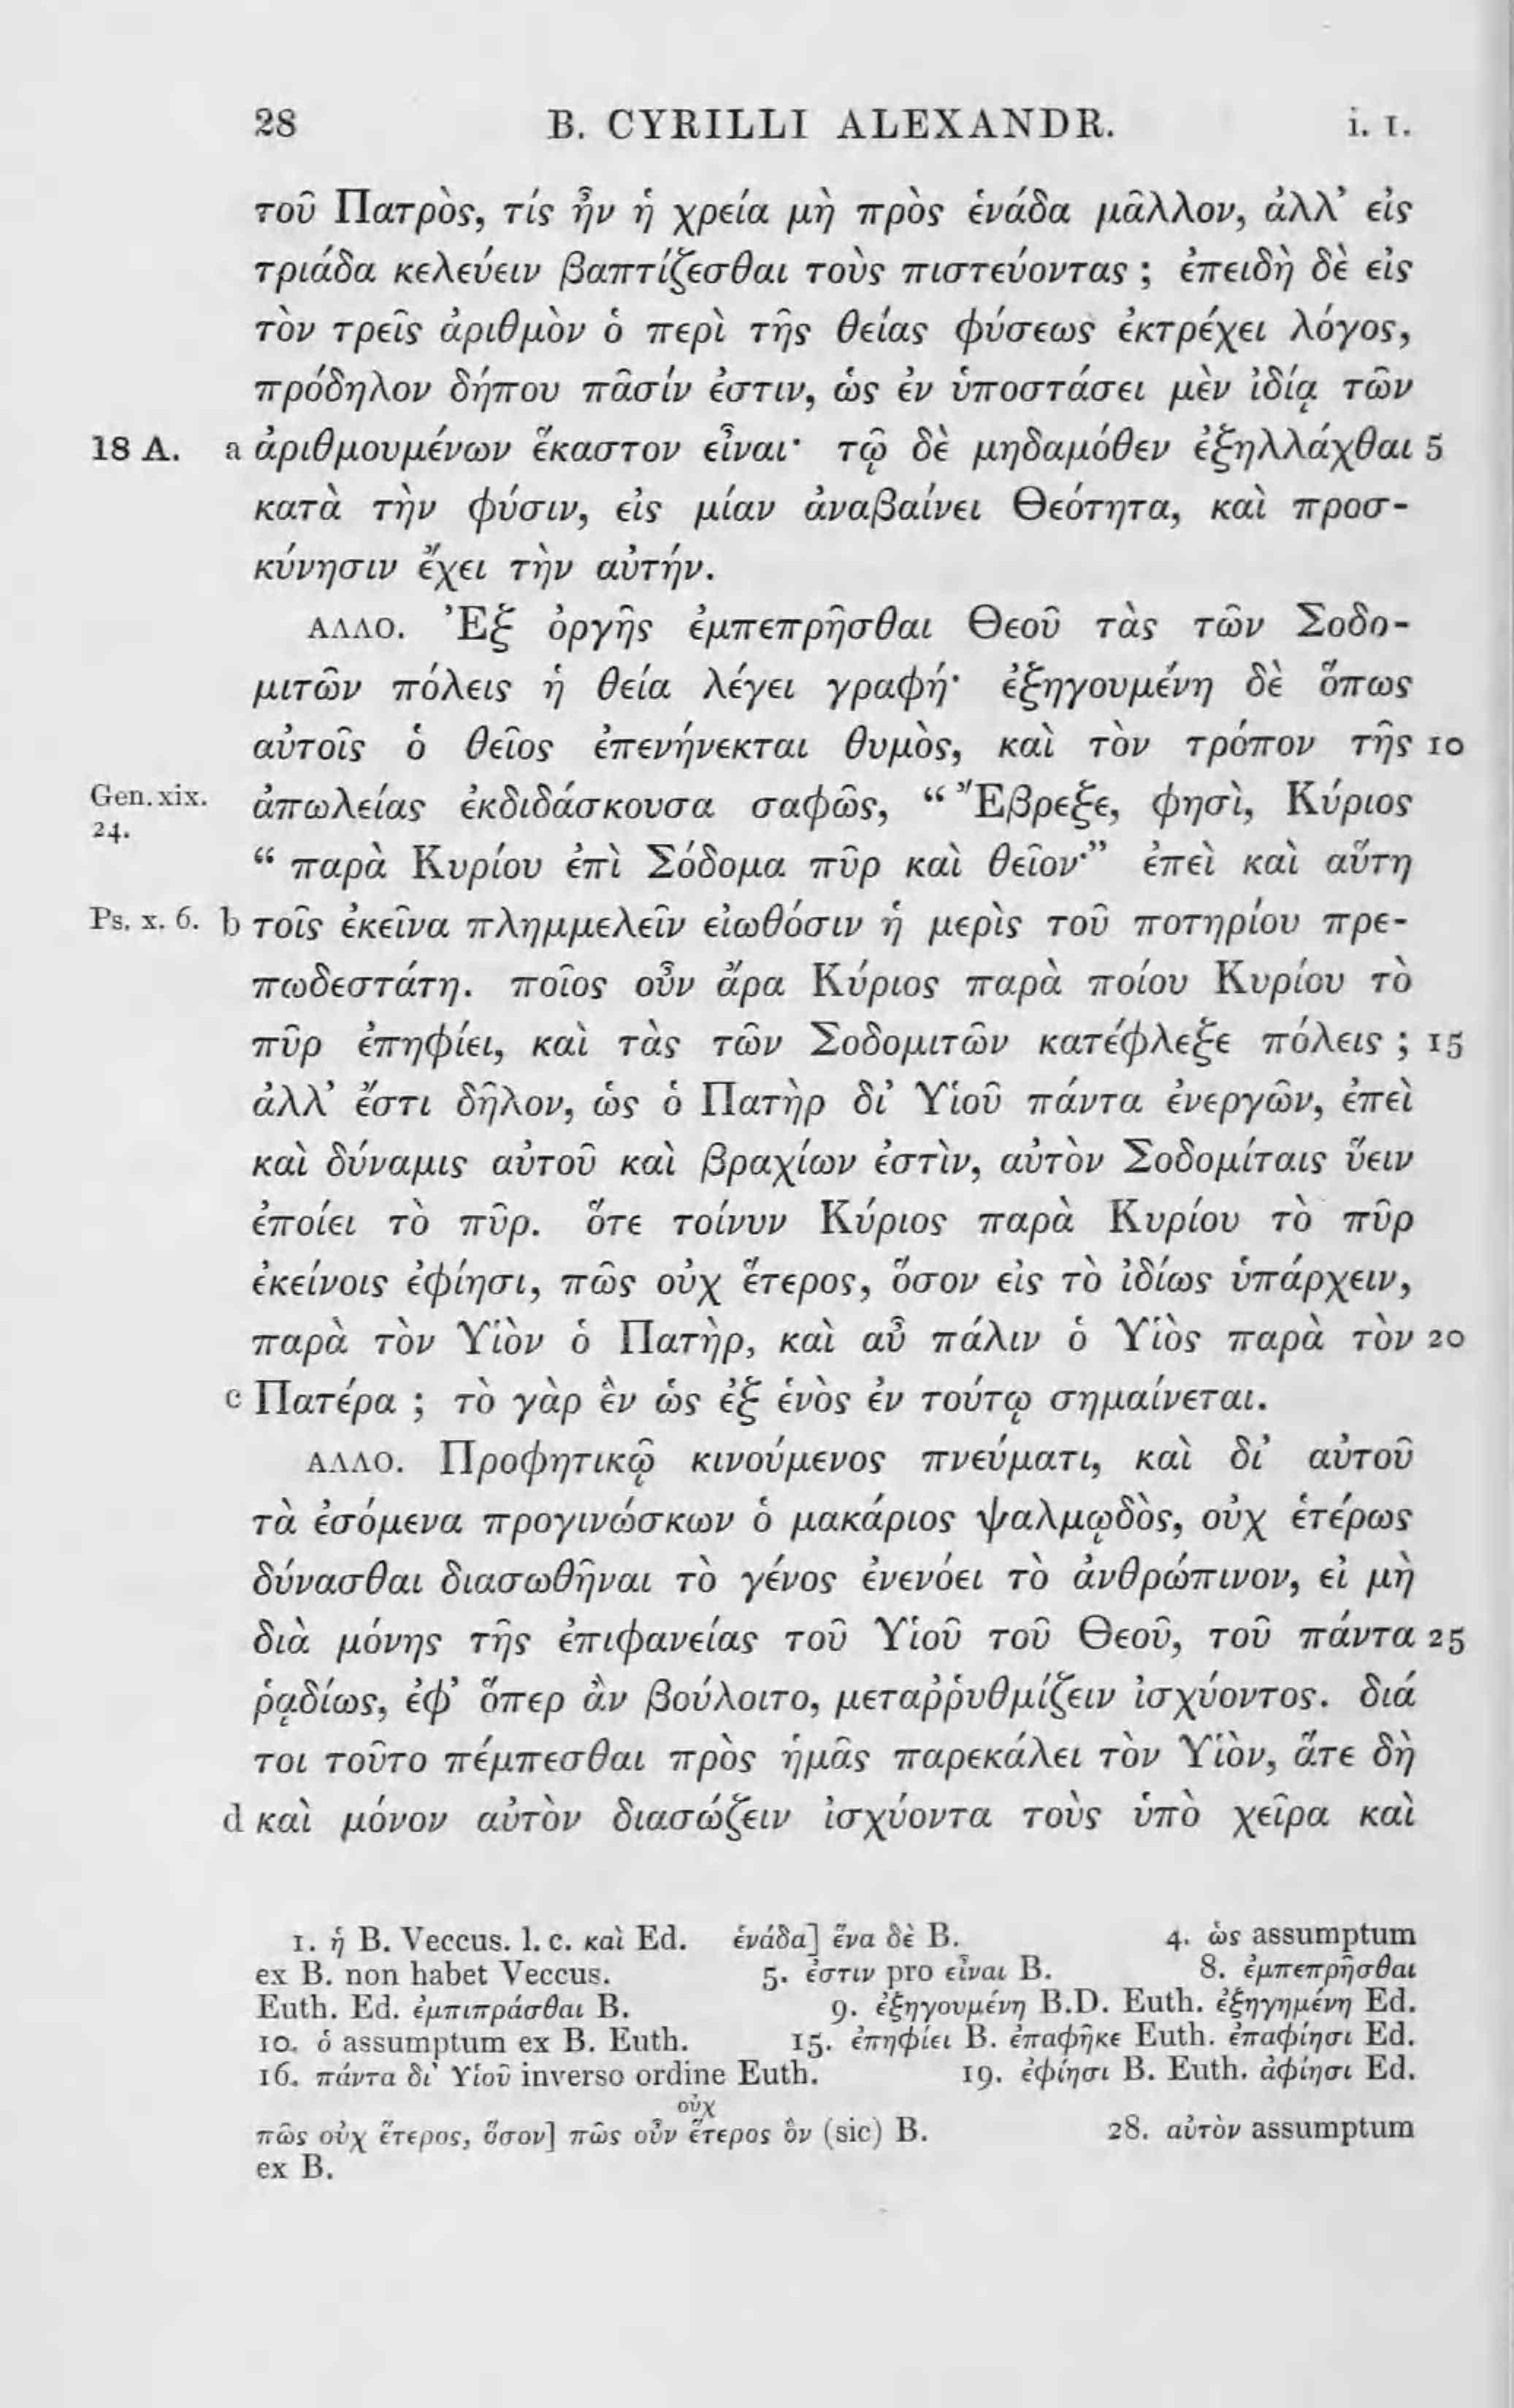 28 B. CYRILLI ALEXANDR. i. 1.
τοῦ Πατρὸς, τίς ἦν ἡ χρεία μὴ πρὸς ἑνάδα μᾶλλον, ἀλλ’ εἰς
τριάδα κελεύειν βαπτίζεσθαι τοὺς πιστεύοντας ; ἐπειδὴ δὲ εἰς
τὸν τρεῖς ἀριθμὸν ὁ περὶ τῆς θείας φύσεως ἐκτρέχει λόγος,
πρόδηλον δήπου πᾶσίν ἐστιν, ὡς ἐν ὑποστάσει μὲν ἰδίᾳ τῶν
18 A. a ἀριθμουμένων ἕκαστον εἶναι· τῷ δὲ μηδαμόθεν ἐξηλλάχθαι 5
κατὰ τὴν φύσιν, εἰς μίαν ἀναβαίνει Θεότητα, καὶ προσ-
κύνησιν ἔχει τὴν αὐτήν.
ΑΛΛΟ. Ἐξ ὀργῆς ἐμπεπρῆσθαι Θεοῦ τὰς τῶν Σοδο-
μιτῶν πόλεις ἡ θεία λέγει γραφή· ἐξηγουμένη δὲ ὅπως
αὐτοῖς ὁ θεῖος ἐπενήνεκται θυμὸς, καὶ τὸν τρόπον τῆς 10
Gen. xix. ἀπωλείας ἐκδιδάσκουσα σαφῶς, “ Ἔβρεξε, φησὶ, Κύριος
24. “ παρὰ Κυρίου ἐπὶ Σόδομα πῦρ καὶ θεῖον·” ἐπεὶ καὶ αὕτη
Ps. x. 6. b τοῖς ἐκεῖνα πλημμελεῖν εἰωθόσιν ἡ μερὶς τοῦ ποτηρίου πρε-
πωδεστάτη. ποῖος οὖν ἄρα Κύριος παρὰ ποίου Κυρίου τὸ
πῦρ ἐπηφίει, καὶ τὰς τῶν Σοδομιτῶν κατέφλεξε πόλεις ; 15
ἀλλ’ ἔστι δῆλον, ὡς ὁ Πατὴρ δι’ Υἱοῦ πάντα ἐνεργῶν, ἐπεὶ
καὶ δύναμις αὐτοῦ καὶ βραχίων ἐστὶν, αὐτὸν Σοδομίταις ὕειν
ἐποίει τὸ πῦρ. ὅτε τοίνυν Κύριος παρὰ Κυρίου τὸ πῦρ
ἐκείνοις ἐφίησι, πῶς οὐχ ἕτερος, ὅσον εἰς τὸ ἰδίως ὑπάρχειν,
παρὰ τὸν Υἱὸν ὁ Πατὴρ, καὶ αὖ πάλιν ὁ Υἱὸς παρὰ τὸν 20
c Πατέρα ; τὸ γὰρ ἓν ὡς ἐξ ἑνὸς ἐν τούτῳ σημαίνεται.
ΑΛΛΟ. Προφητικῷ κινούμενος πνεύματι, καὶ δι’ αὐτοῦ
τὰ ἐσόμενα προγινώσκων ὁ μακάριος ψαλμῳδὸς, οὐχ ἑτέρως
δύνασθαι διασωθῆναι τὸ γένος ἐνενόει τὸ ἀνθρώπινον, εἰ μὴ
διὰ μόνης τῆς ἐπιφανείας τοῦ Υἱοῦ τοῦ Θεοῦ, τοῦ πάντα 25
ῥᾳδίως, ἐφ’ ὅπερ ἂν βούλοιτο, μεταῤῥυθμίζειν ἰσχύοντος. διά
τοι τοῦτο πέμπεσθαι πρὸς ἡμᾶς παρεκάλει τὸν Υἱὸν, ἅτε δὴ
d καὶ μόνον αὐτὸν διασώζειν ἰσχύοντα τοὺς ὑπὸ χεῖρα καὶ
1. ἡ B. Veccus. l. c. καὶ Ed. ἑνάδα] ἕνα δὲ B. 4. ὡς assumptum
ex B. non habet Veccus. 5. ἐστιν pro εἶναι B. 8. ἐμπεπρῆσθαι
Euth. Ed. ἐμπιπράσθαι B. 9. ἐξηγουμένη B.D. Euth. ἐξηγημένη Ed.
10. ὁ assumptum ex B. Euth. 15. ἐπηφίει B. ἐπαφῆκε Euth. ἐπαφίησι Ed.
16. πάντα δι’ Υἱοῦ inverso ordine Euth. 19. ἐφίησι B. Euth. ἀφίησι Ed.
οὐχ
πῶς οὐχ ἕτερος, ὅσον] πῶς οὖν ἕτερος ὂν (sic) B. 28. αὐτὸν assumptum
ex B.